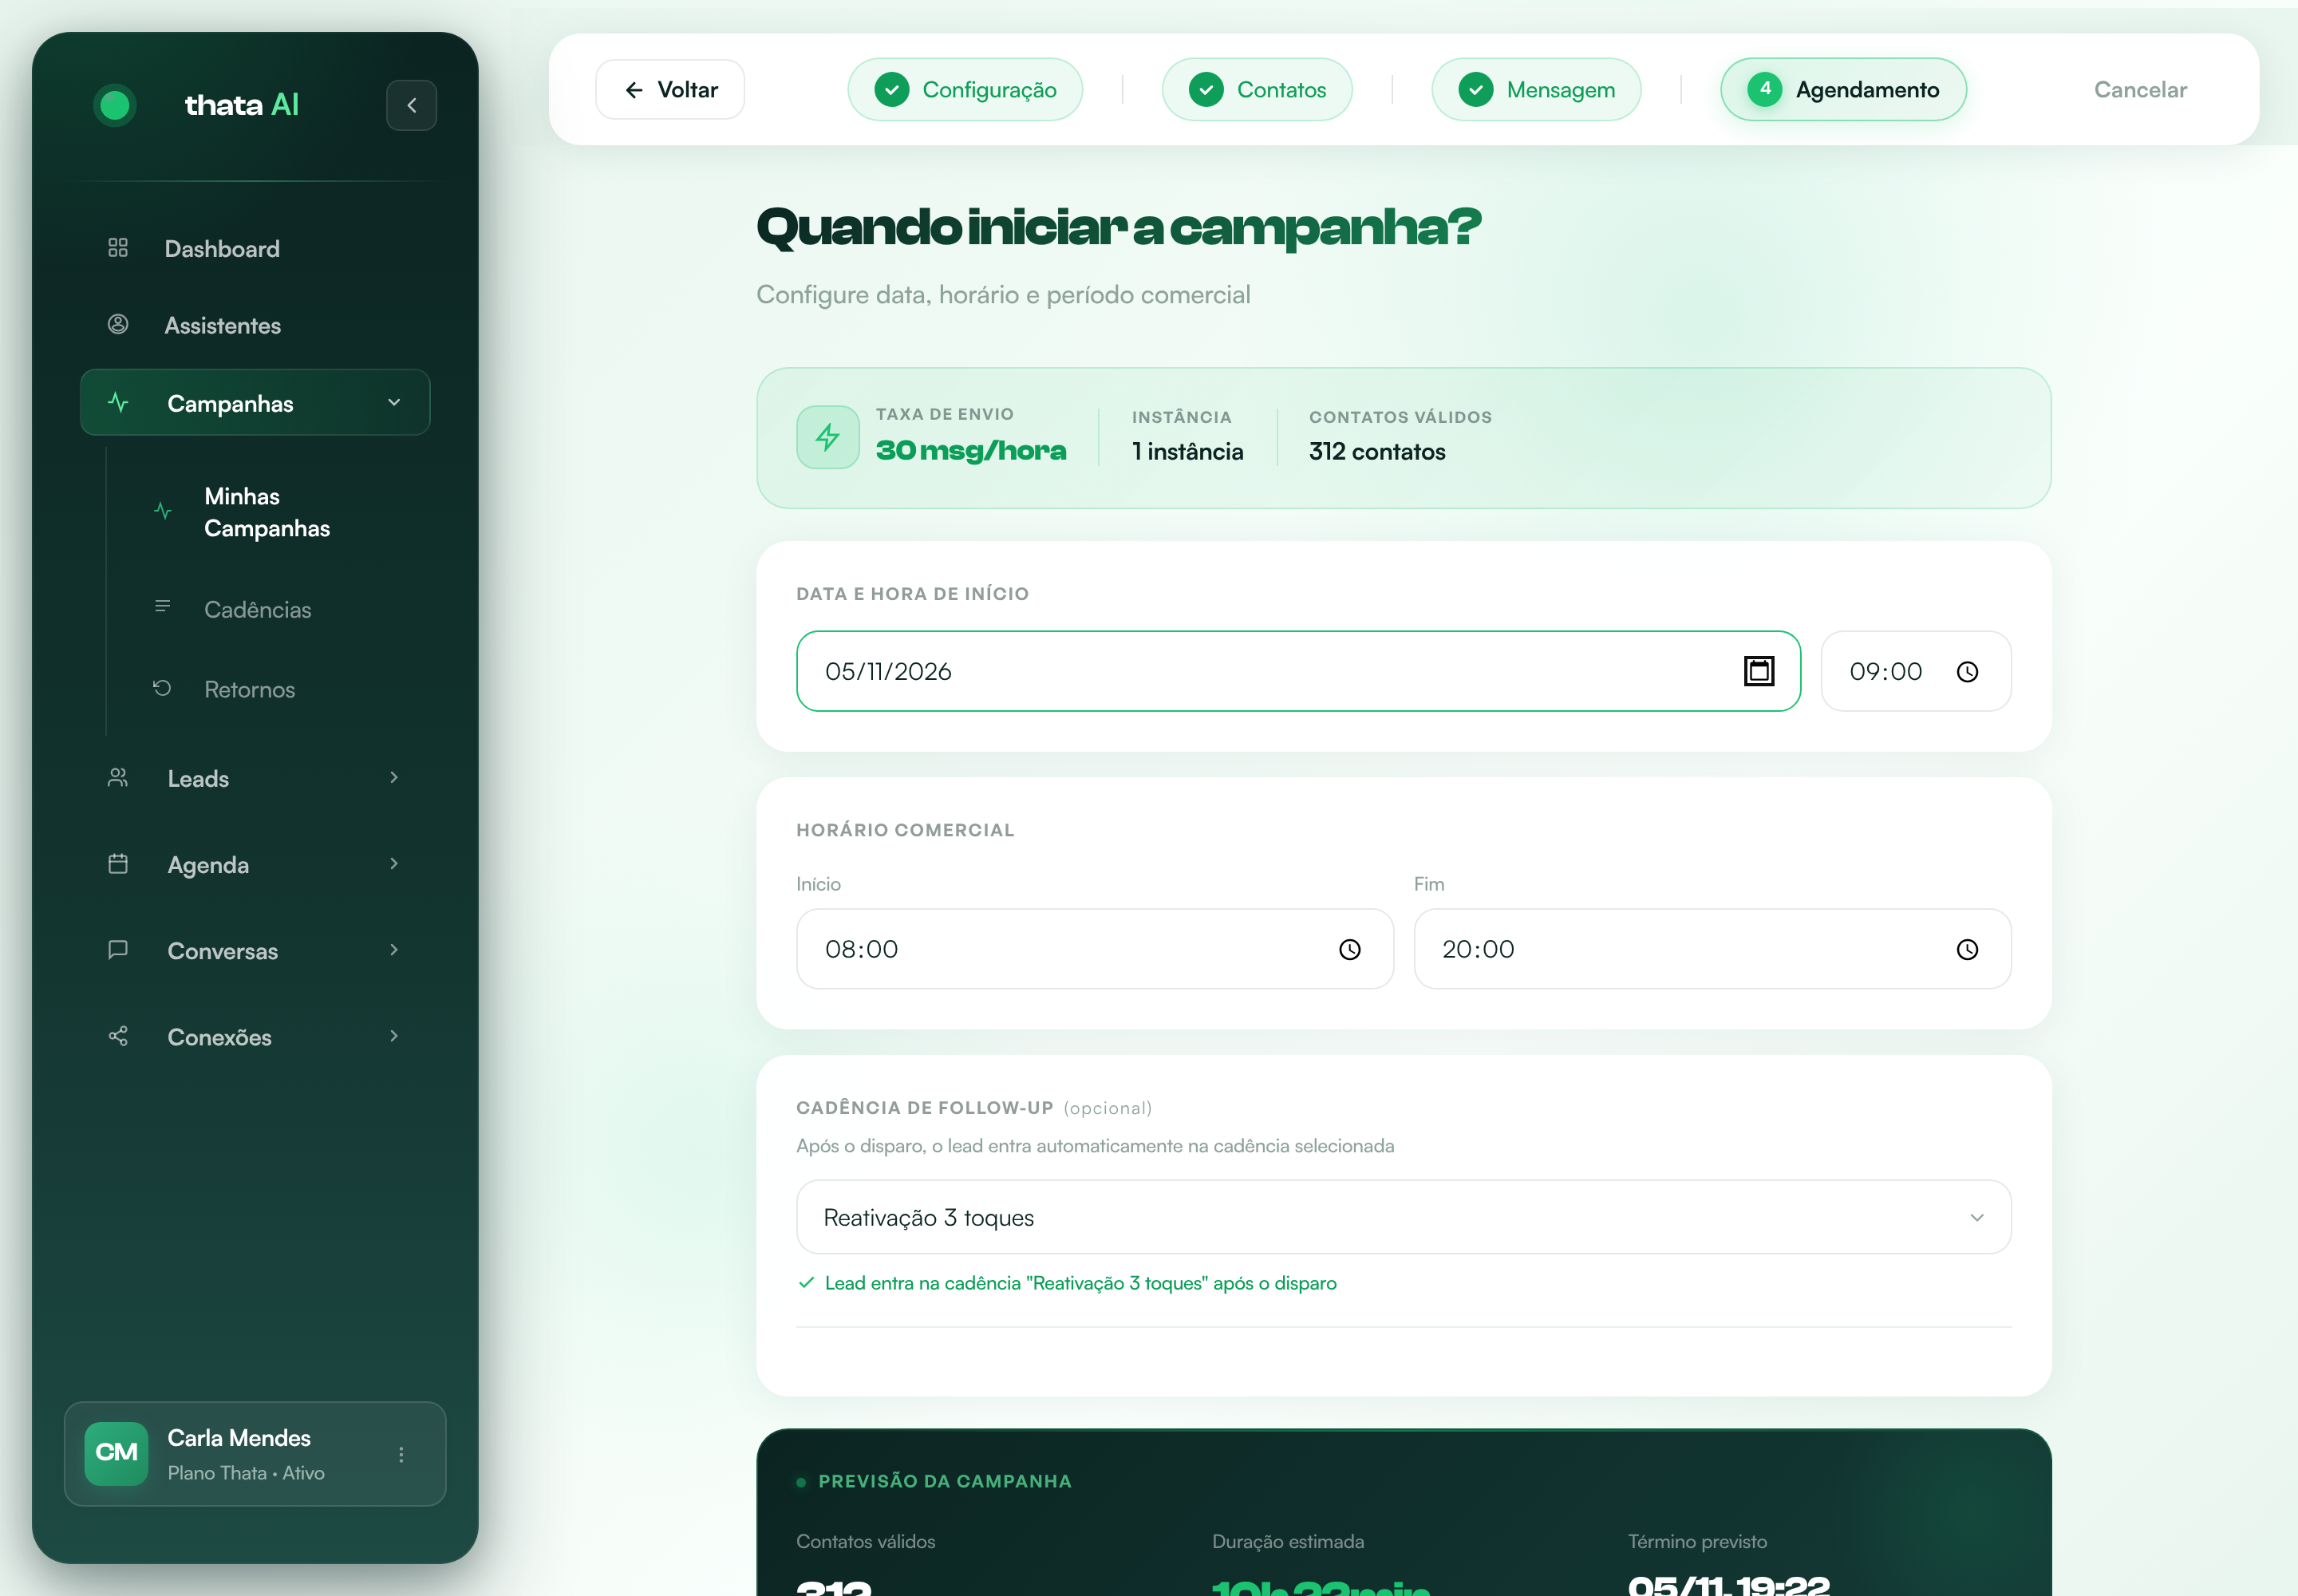 thata AI
Voltar
Configuração
Contatos
Mensagem
4 Agendamento
Cancelar
Dashboard
Assistentes
Campanhas
Minhas
Campanhas
Cadências
Retornos
Leads
Agenda
Conversas
Conexões
CM
Carla Mendes
Plano Thata • Ativo
Quando iniciar a campanha?
Configure data, horário e período comercial
TAXA DE ENVIO
30 msg/hora
INSTÂNCIA
1 instância
CONTATOS VÁLIDOS
312 contatos
DATA E HORA DE INÍCIO
05/11/2026
09:00
HORÁRIO COMERCIAL
Início
08:00
Fim
20:00
CADÊNCIA DE FOLLOW-UP (opcional)
Após o disparo, o lead entra automaticamente na cadência selecionada
Reativação 3 toques
Lead entra na cadência "Reativação 3 toques" após o disparo
PREVISÃO DA CAMPANHA
Contatos válidos
312
Duração estimada
Término previsto
05/11, 19:22